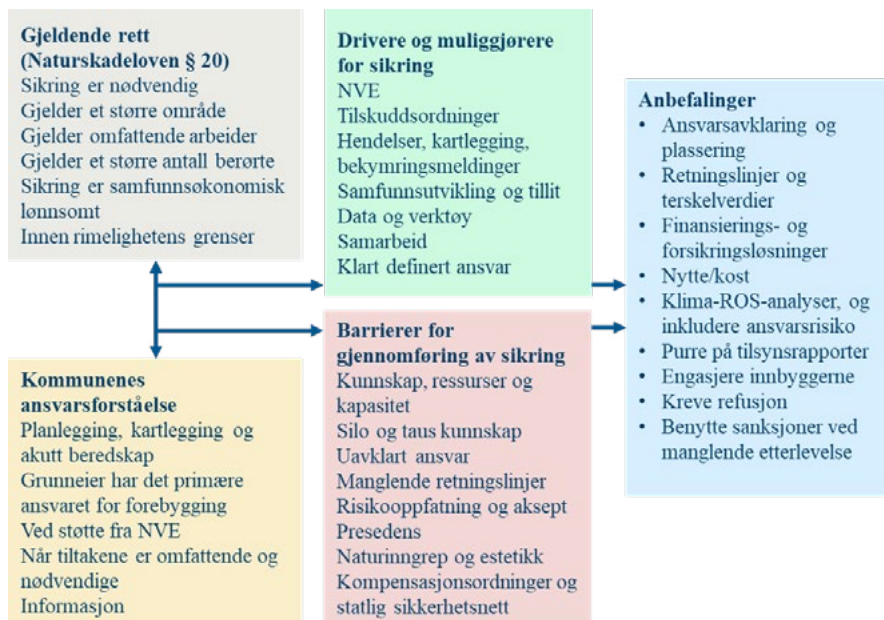 Gjeldende rett
(Naturskadeloven § 20)
Sikring er nødvendig
Gjelder et større område
Gjelder omfattende arbeider
Gjelder et større antall berørte
Sikring er samfunnsøkonomisk
lønnsomt
Innen rimelighetens grenser
Kommunenes
ansvarsforståelse
Planlegging, kartlegging og
akutt beredskap
Grunneier har det primære
ansvaret for forebygging
Ved støtte fra NVE
Når tiltakene er omfattende og
nødvendige
Informasjon
Drivere og muliggjørere
for sikring
NVE
Tilskuddsordninger
Hendelser, kartlegging,
bekymringsmeldinger
Samfunnsutvikling og tillit
Data og verktøy
Samarbeid
Klart definert ansvar
Barrierer for
gjennomføring av sikring
Kunnskap, ressurser og
kapasitet
Silo og taus kunnskap
Uavklart ansvar
Manglende retningslinjer
Risikooppfatning og aksept
Presedens
Naturinngrep og estetikk
Kompensasjonsordninger og
statlig sikkerhetsnett
Anbefalinger
• Ansvarsavklaring og
plassering
• Retningslinjer og
terskelverdier
• Finansierings- og
forsikringsløsninger
• Nytte/kost
• Klima-ROS-analyser, og
inkludere ansvarsrisiko
• Purre på tilsynsrapporter
• Engasjere innbyggerne
• Kreve refusjon
• Benytte sanksjoner ved
manglende etterlevelse